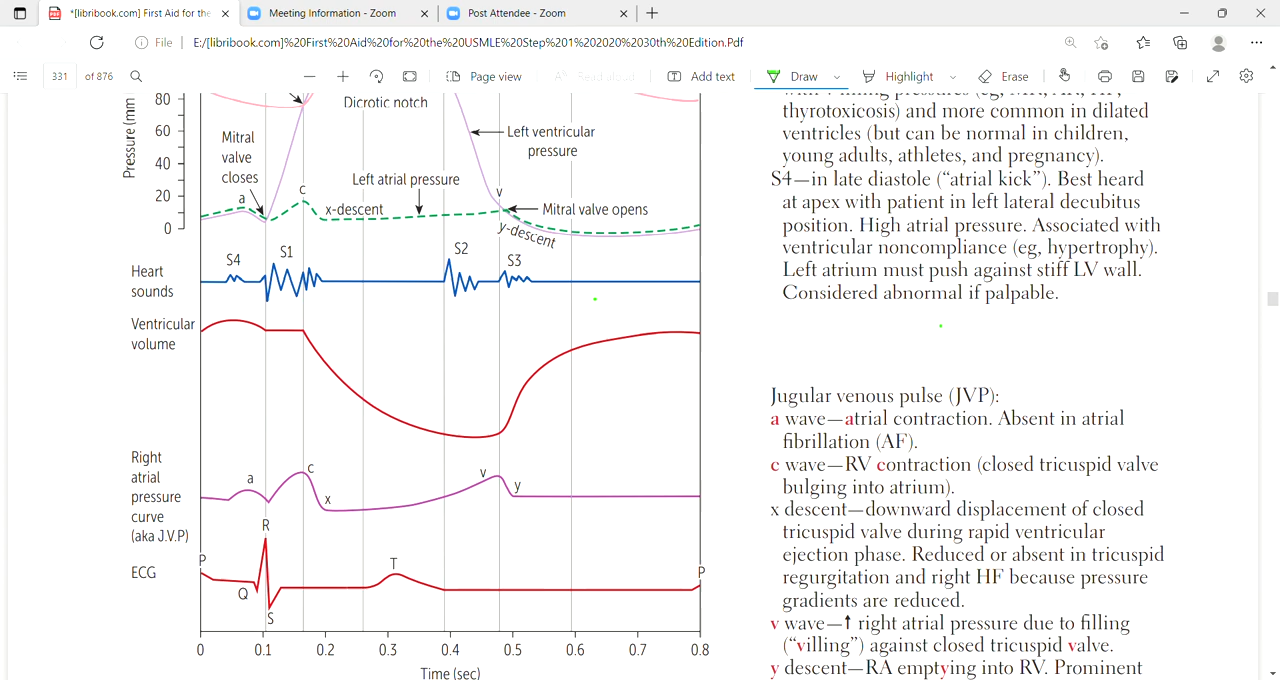 *[libribook.com] First Aid for the
Meeting Information - Zoom
Post Attendee - Zoom
File
E:/[libribook.com]%20First%20Aid%20for%20the%20USMLE%20Step%201%202020%2030th%20Edition.Pdf
331 of 876
Page view
Read aloud
Add text
Draw
Highlight
Erase
80
60
40
20
0
Pressure (mm
Dicrotic notch
Mitral
valve
closes
Left ventricular
pressure
Left atrial pressure
a
c
x-descent
v
Mitral valve opens
y-descent
Heart
sounds
S4
S1
S2
S3
Ventricular
volume
Right
atrial
pressure
curve
(aka J.V.P)
a
c
x
v
y
ECG
P
Q
R
S
T
P
0
0.1
0.2
0.3
0.4
0.5
0.6
0.7
0.8
Time (sec)
thyrotoxicosis) and more common in dilated
ventricles (but can be normal in children,
young adults, athletes, and pregnancy).
S4—in late diastole (“atrial kick”). Best heard
at apex with patient in left lateral decubitus
position. High atrial pressure. Associated with
ventricular noncompliance (eg, hypertrophy).
Left atrium must push against stiff LV wall.
Considered abnormal if palpable.
Jugular venous pulse (JVP):
a wave—atrial contraction. Absent in atrial
fibrillation (AF).
c wave—RV contraction (closed tricuspid valve
bulging into atrium).
x descent—downward displacement of closed
tricuspid valve during rapid ventricular
ejection phase. Reduced or absent in tricuspid
regurgitation and right HF because pressure
gradients are reduced.
v wave—↑ right atrial pressure due to filling
(“villing”) against closed tricuspid valve.
y descent—RA emptying into RV. Prominent